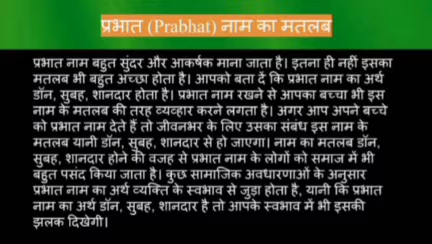 प्रभात (Prabhat) नाम का मतलब
प्रभात नाम बहुत सुंदर और आकर्षक माना जाता है। इतना ही नहीं इसका
मतलब भी बहुत अच्छा होता है। आपको बता दें कि प्रभात नाम का अर्थ
डॉन, सुबह, शानदार होता है। प्रभात नाम रखने से आपका बच्चा भी इस
नाम के मतलब की तरह व्यव्हार करने लगता है। अगर आप अपने बच्चे
को प्रभात नाम देते हैं तो जीवनभर के लिए उसका संबंध इस नाम के
मतलब यानी डॉन, सुबह, शानदार से हो जाएगा। नाम का मतलब डॉन,
सुबह, शानदार होने की वजह से प्रभात नाम के लोगों को समाज में भी
बहुत पसंद किया जाता है। कुछ सामाजिक अवधारणाओं के अनुसार
प्रभात नाम का अर्थ व्यक्ति के स्वभाव से जुड़ा होता है, यानी कि प्रभात
नाम का अर्थ डॉन, सुबह, शानदार है तो आपके स्वभाव में भी इसकी
झलक दिखेगी।